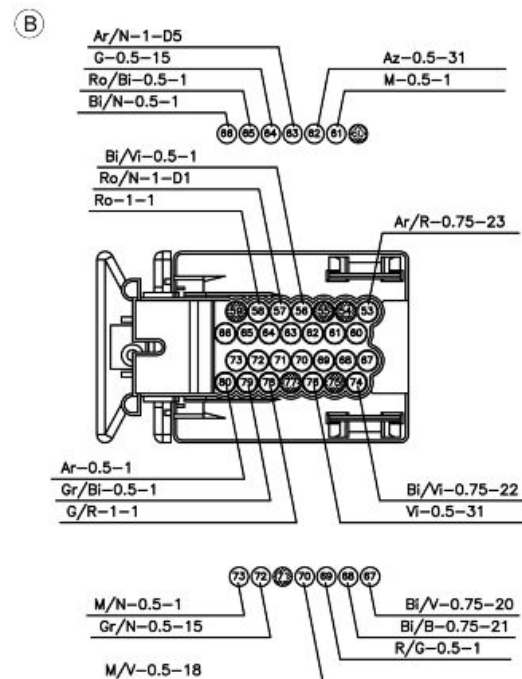 B
Ar/N-1-D5
G-0.5-15
Az-0.5-31
Ro/Bi-0.5-1
M-0.5-1
Bi/N-0.5-1
66 65 64 63 62 61
Bi/Vi-0.5-1
Ro/N-1-D1
Ro-1-1
Ar/R-0.75-23
58 57 56 53
66 65 64 63 62 61 60
73 72 71 70 69 68 67
80 79 78 77 76 74
Ar-0.5-1
Gr/Bi-0.5-1
G/R-1-1
Bi/Vi-0.75-22
Vi-0.5-31
73 72 71 70 69 68 67
M/N-0.5-1
Gr/N-0.5-15
M/V-0.5-18
Bi/V-0.75-20
Bi/B-0.75-21
R/G-0.5-1